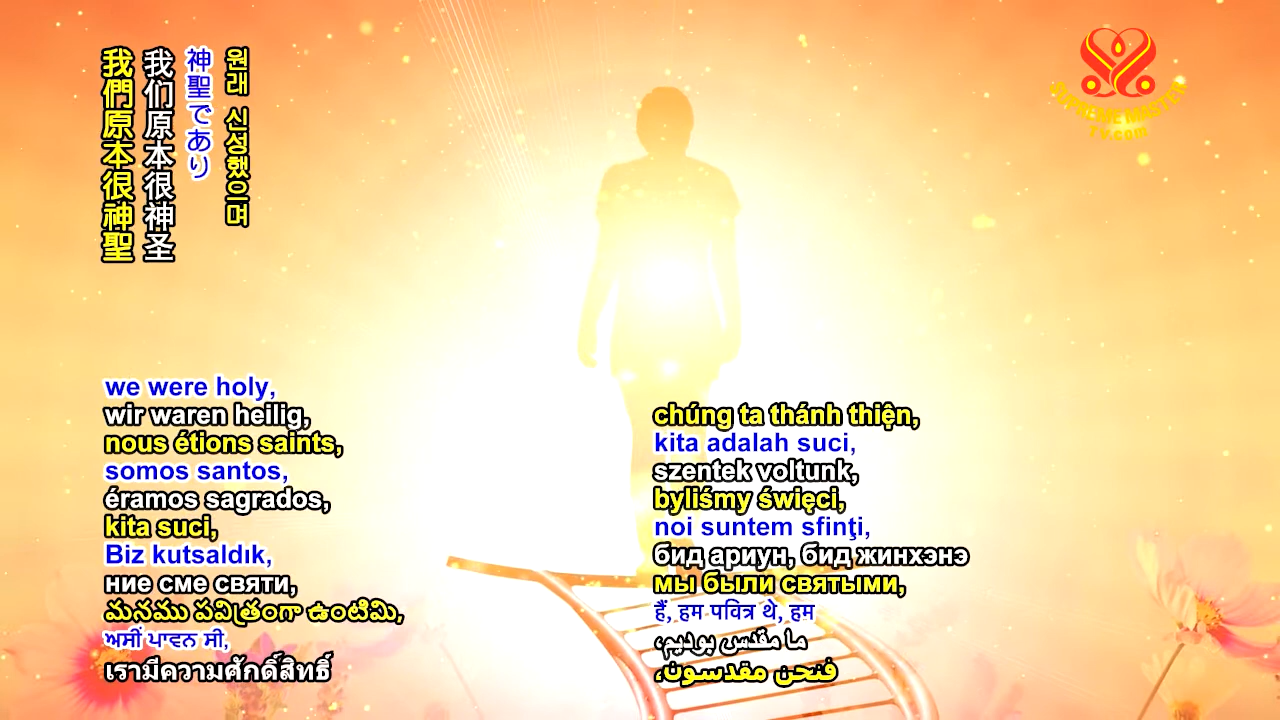 我們原本很神聖
我们原本很神圣
神聖であり
원래 신성했으며
SUPREME MASTER
TV.com
we were holy,
wir waren heilig,
nous étions saints,
somos santos,
éramos sagrados,
kita suci,
Biz kutsaldık,
ние сме святи,
మనము పవిత్రంగా ఉంటిమి,
ਅਸੀਂ ਪਾਵਨ ਸੀ,
เรามีความศักดิ์สิทธิ์
chúng ta thánh thiện,
kita adalah suci,
szentek voltunk,
byliśmy święci,
noi suntem sfinţi,
бид ариун, бид жинхэнэ
мы были святыми,
हैं, हम पवित्र थे, हम
ما مقدس بودیم،
فنحن مقدسون،